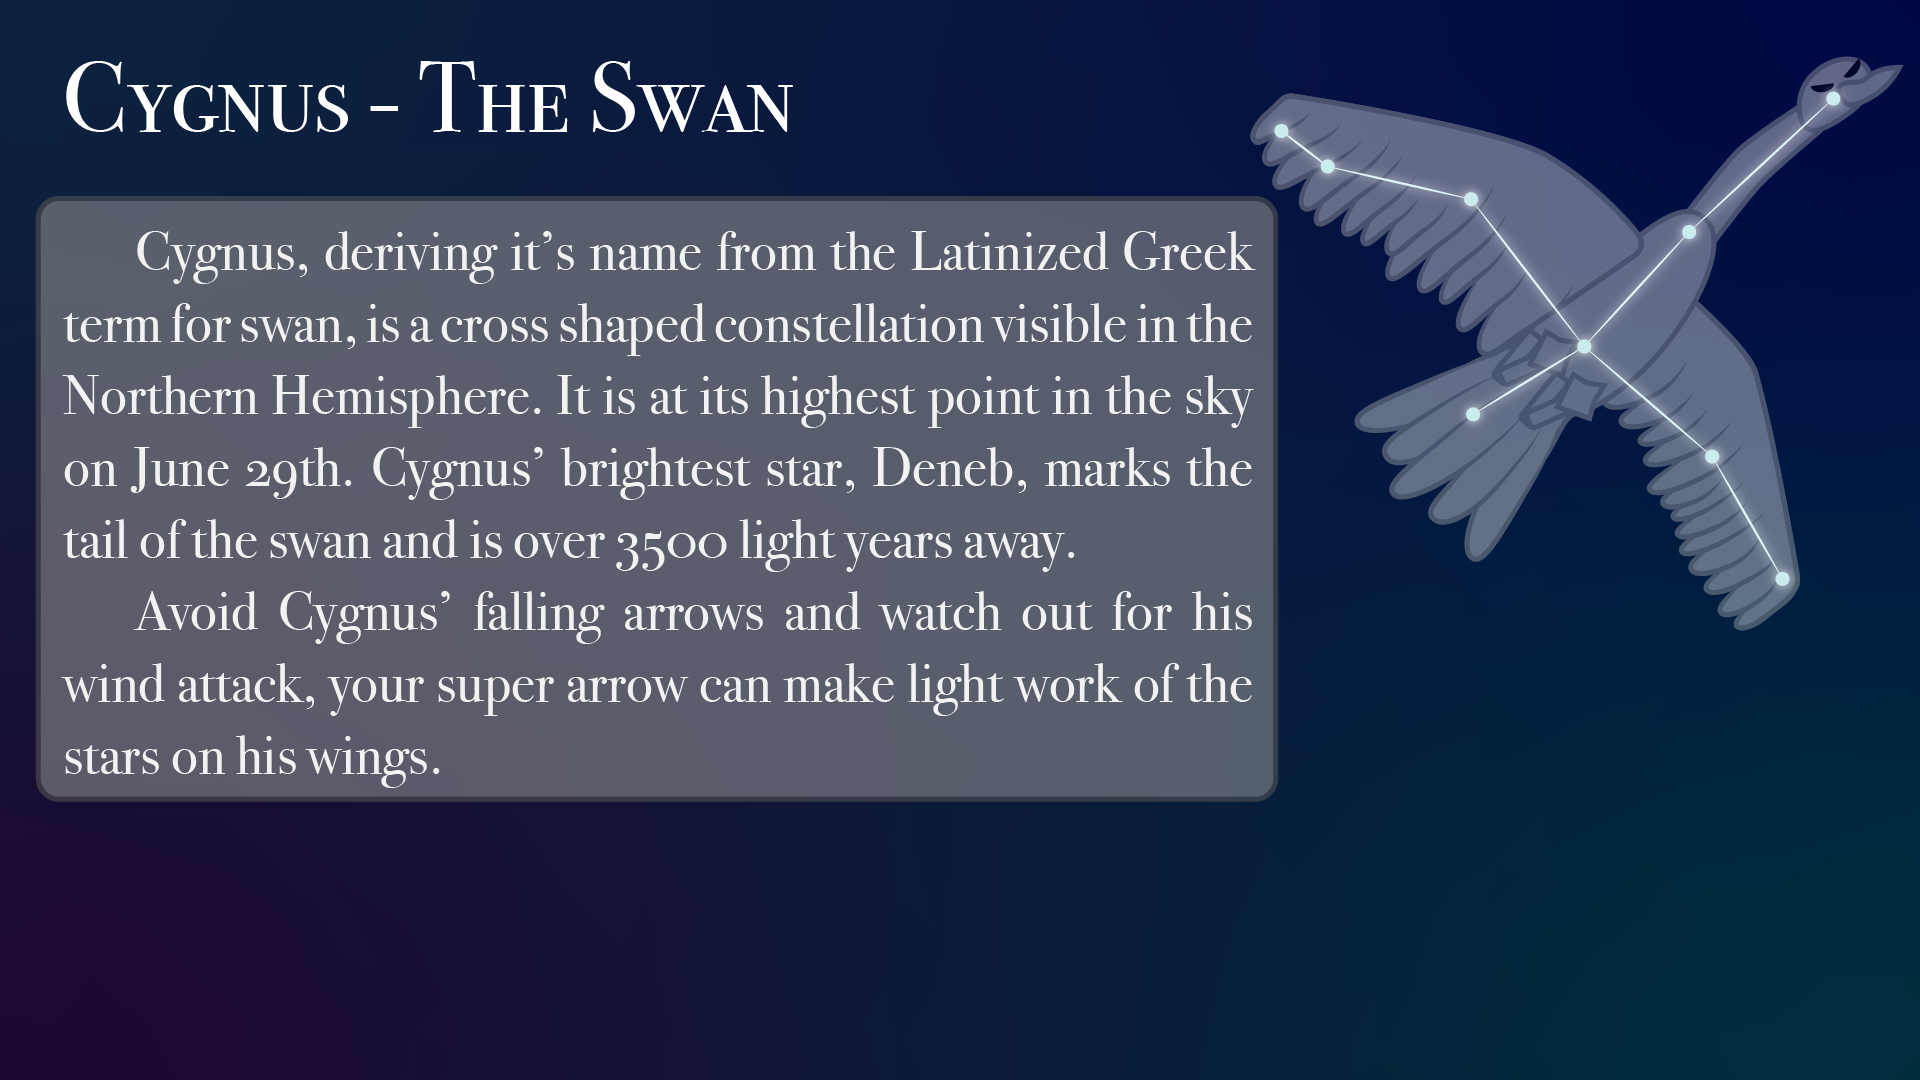 Cygnus - The Swan
Cygnus, deriving it's name from the Latinized Greek
term for swan, is a cross shaped constellation visible in the
Northern Hemisphere. It is at its highest point in the sky
on June 29th. Cygnus' brightest star, Deneb, marks the
tail of the swan and is over 3500 light years away.
Avoid Cygnus' falling arrows and watch out for his
wind attack, your super arrow can make light work of the
stars on his wings.